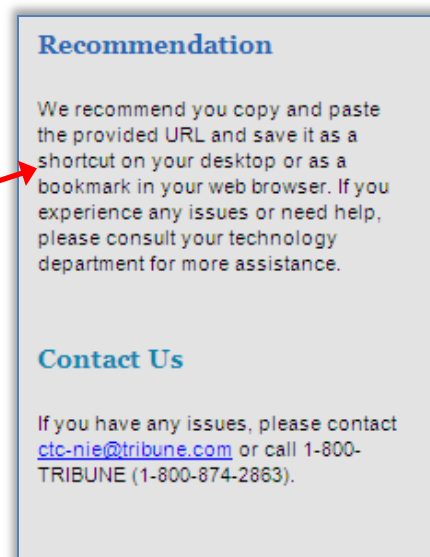 Recommendation
We recommend you copy and paste
the provided URL and save it as a
shortcut on your desktop or as a
bookmark in your web browser. If you
experience any issues or need help,
please consult your technology
department for more assistance.
Contact Us
If you have any issues, please contact
ctc-nie@tribune.com or call 1-800-
TRIBUNE (1-800-874-2863).